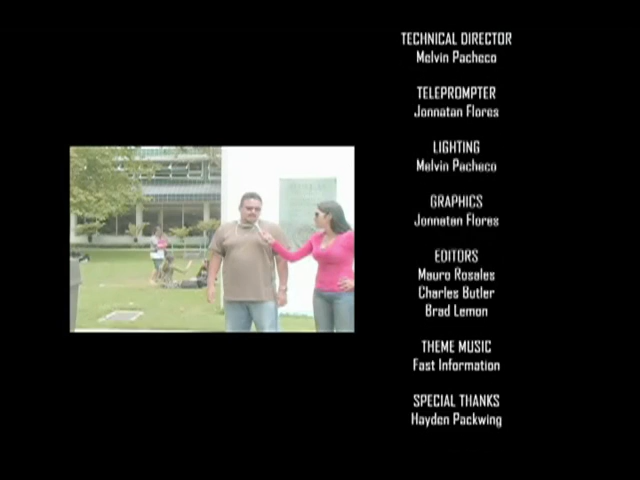 TECHNICAL DIRECTOR
Melvin Pacheco
TELEPROMPTER
Jonnatan Flores
LIGHTING
Melvin Pacheco
GRAPHICS
Jonnatan Flores
EDITORS
Mauro Rosales
Charles Butler
Brad Lemon
THEME MUSIC
Fast Information
SPECIAL THANKS
Hayden Packwing